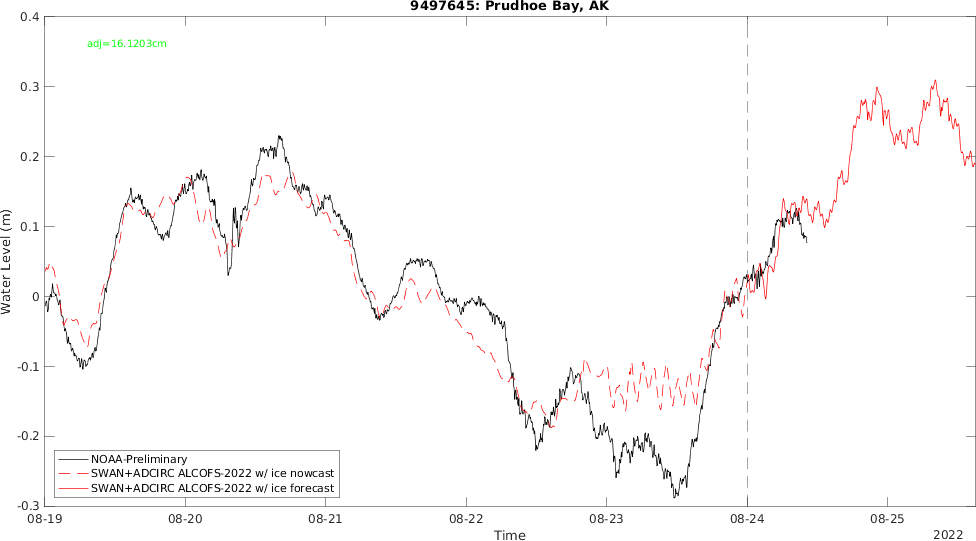 9497645: Prudhoe Bay, AK
adj=16.1203cm
0.4
0.3
0.2
0.1
0
-0.1
-0.2
-0.3
Water Level (m)
NOAA-Preliminary
SWAN+ADCIRC ALCOFS-2022 w/ ice nowcast
SWAN+ADCIRC ALCOFS-2022 w/ ice forecast
08-19 08-20 08-21 08-22 08-23 08-24 08-25
Time
2022